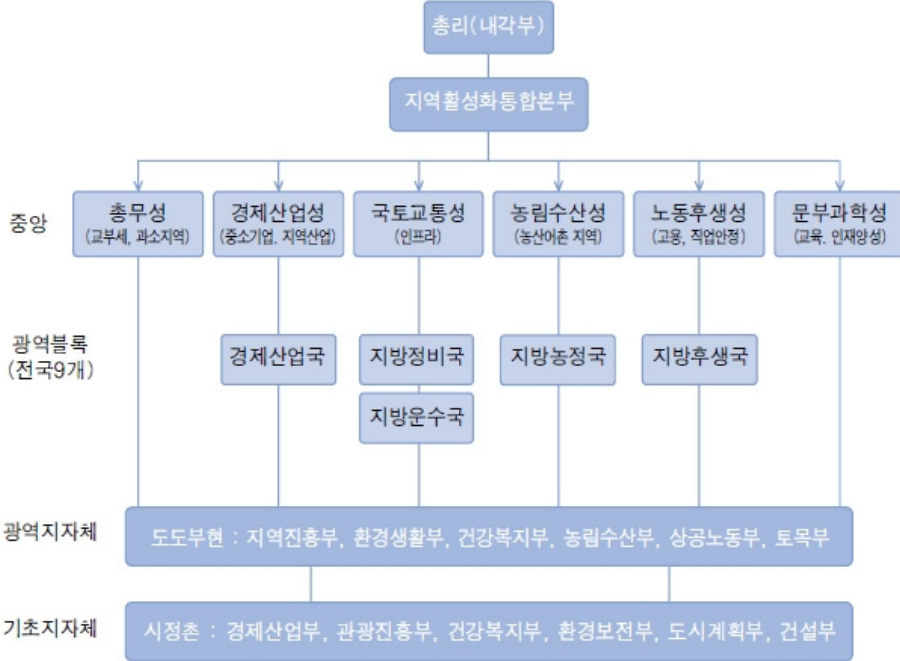 총리(내각부)
지역활성화통합본부
중앙
총무성
(교부세, 과소지역)
경제산업성
(중소기업. 지역산업)
국토교통성
(인프라)
농림수산성
(농산어촌 지역)
노동후생성
(고용, 직업안정)
문부과학성
(교육. 인재양성)
광역블록
(전국9개)
경제산업국
지방정비국
지방농정국
지방후생국
지방운수국
광역지자체
도도부현 : 지역진흥부, 환경생활부, 건강복지부, 농림수산부, 상공노동부, 토목부
기초지자체
시정촌 : 경제산업부, 관광진흥부, 건강복지부, 환경보전부, 도시계획부, 건설부